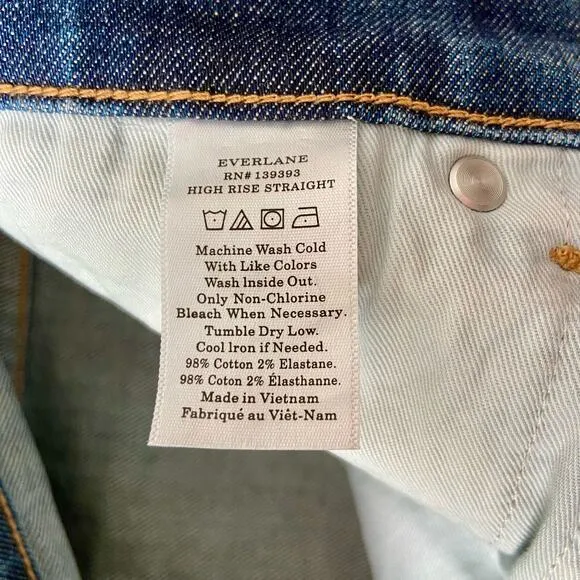 EVERLANE
RN# 139393
HIGH RISE STRAIGHT
Machine Wash Cold
With Like Colors
Wash Inside Out.
Only Non-Chlorine
Bleach When Necessary.
Tumble Dry Low.
Cool Iron if Needed.
98% Cotton 2% Elastane.
98% Coton 2% Élasthanne.
Made in Vietnam
Fabriqué au Viêt-Nam